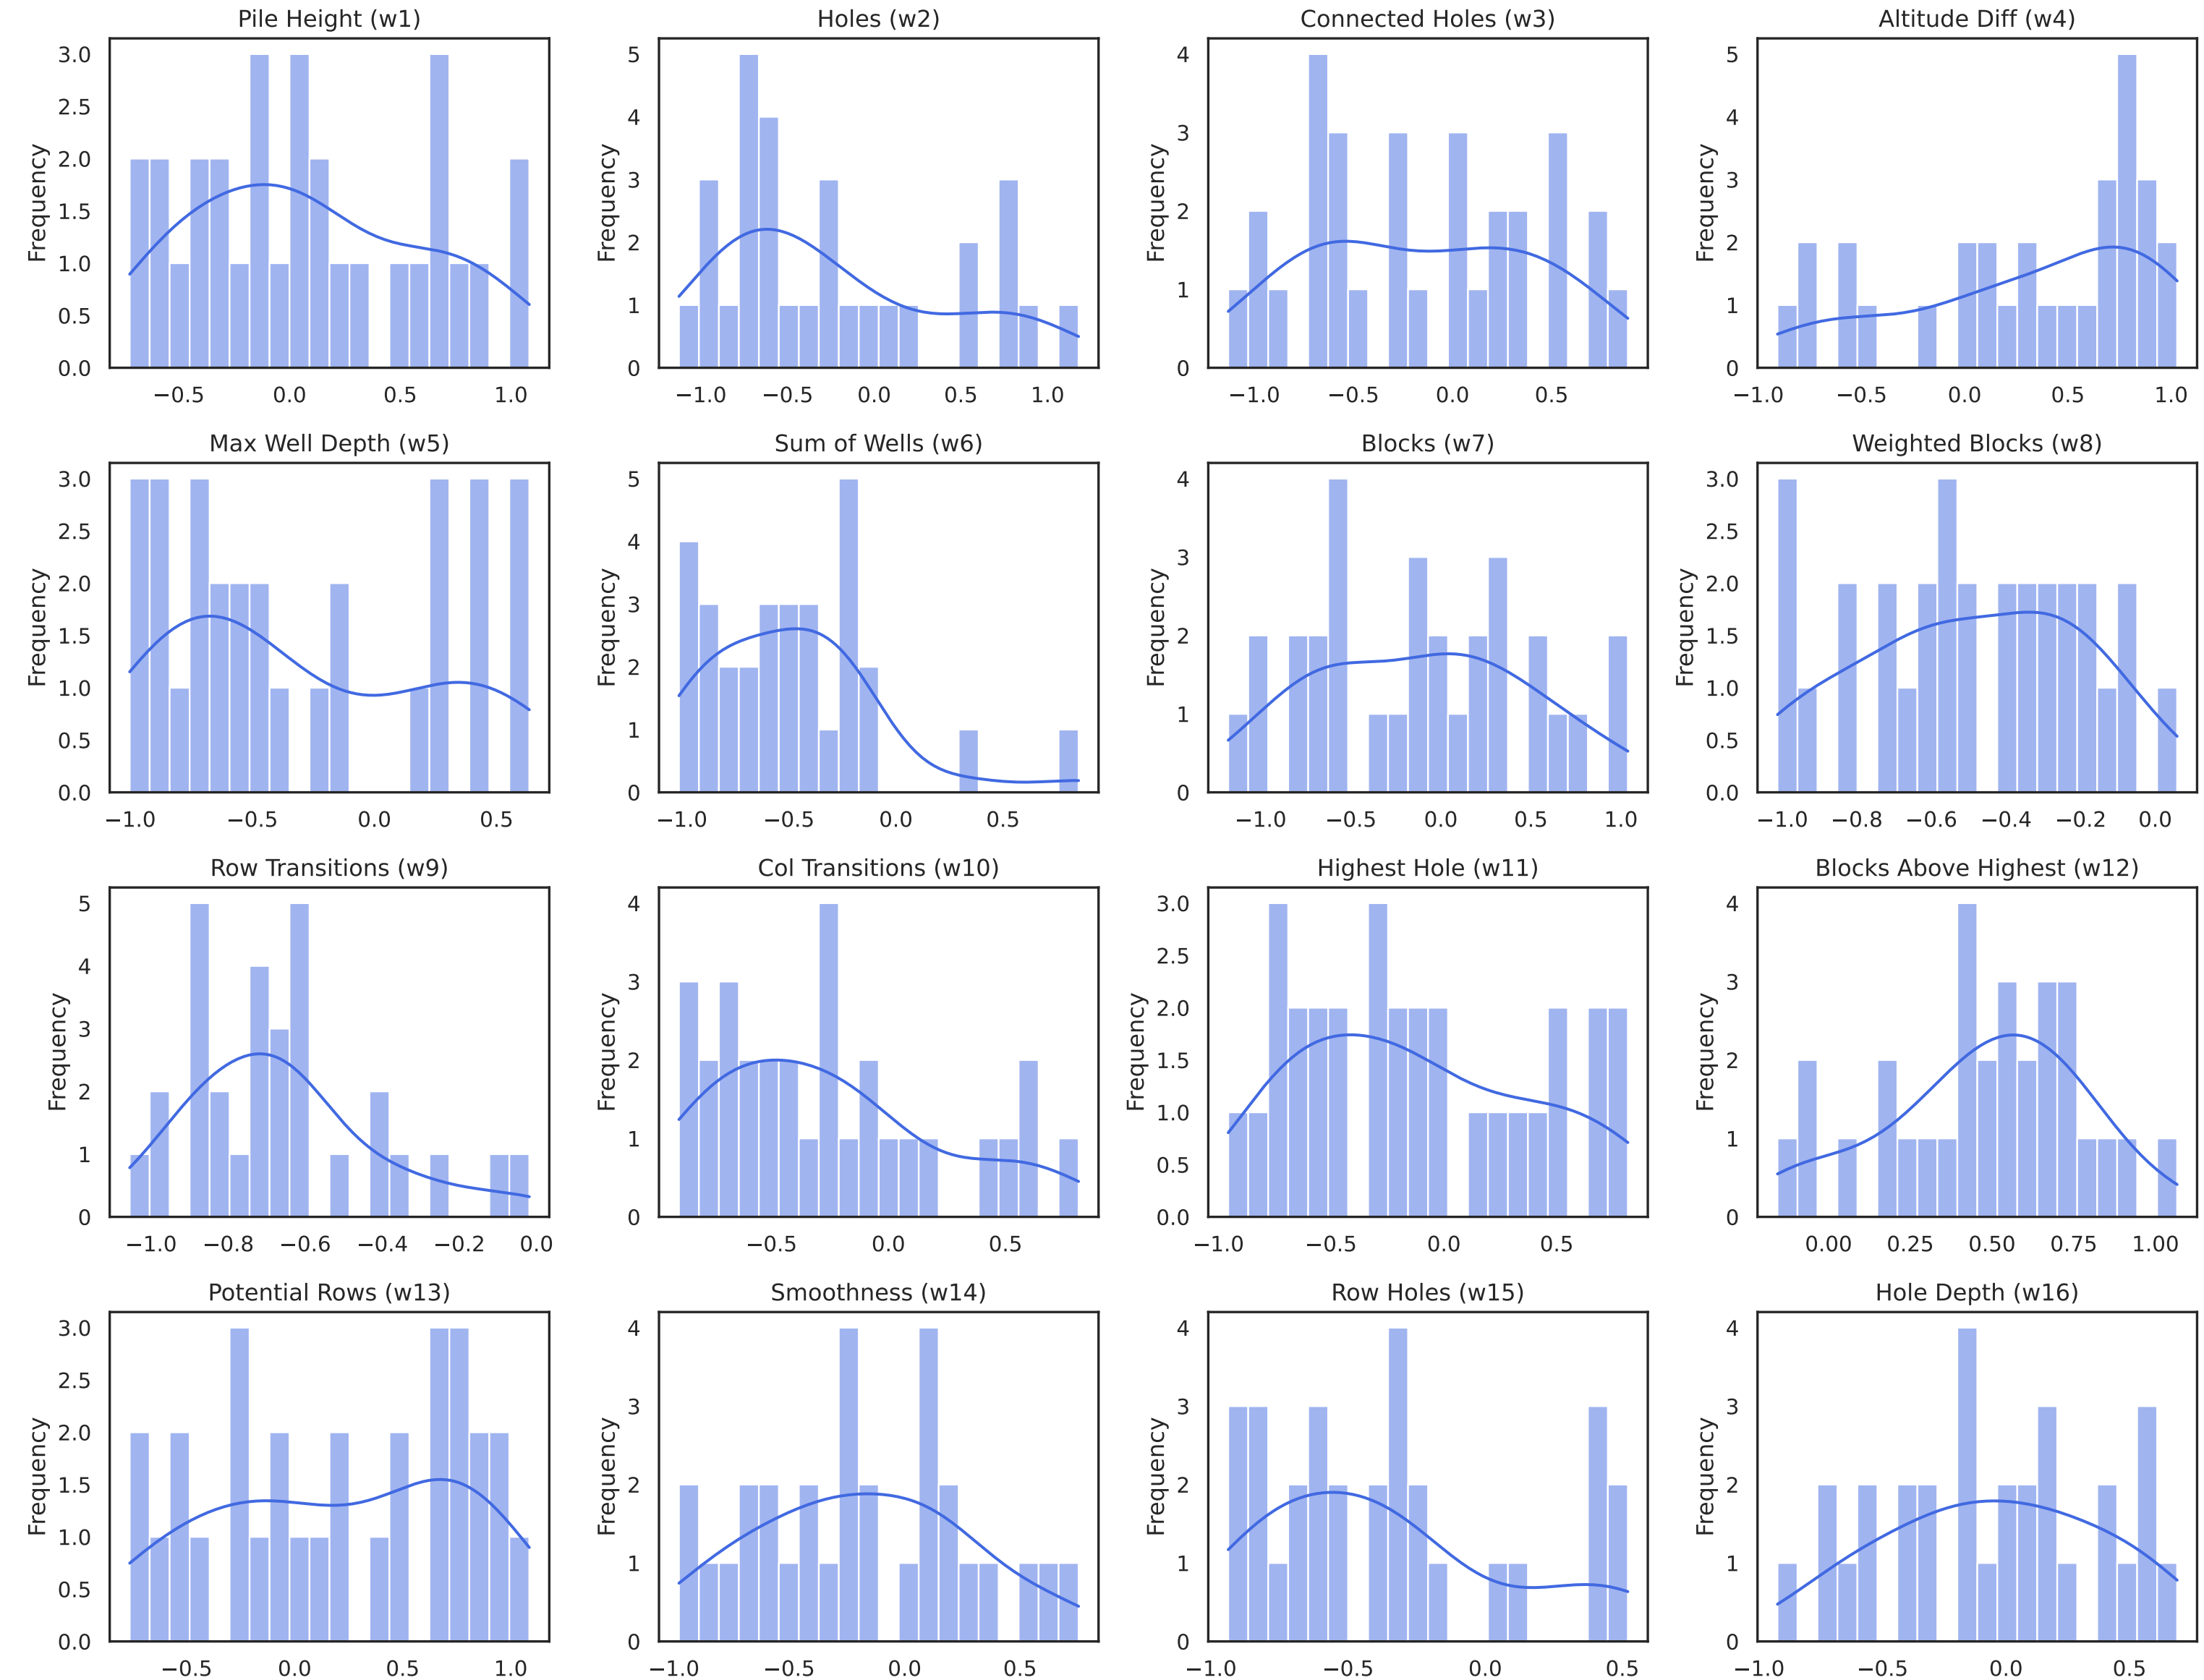 Pile Height (w1)
Holes (w2)
Connected Holes (w3)
Altitude Diff (w4)
Frequency
3.0
2.5
2.0
1.5
1.0
0.5
0.0
−0.5 0.0 0.5 1.0
Frequency
5
4
3
2
1
0
−1.0 −0.5 0.0 0.5 1.0
Frequency
4
3
2
1
0
−1.0 −0.5 0.0 0.5
Frequency
5
4
3
2
1
0
−1.0 −0.5 0.0 0.5 1.0
Max Well Depth (w5)
Sum of Wells (w6)
Blocks (w7)
Weighted Blocks (w8)
Frequency
3.0
2.5
2.0
1.5
1.0
0.5
0.0
−1.0 −0.5 0.0 0.5
Frequency
5
4
3
2
1
0
−1.0 −0.5 0.0 0.5
Frequency
4
3
2
1
0
−1.0 −0.5 0.0 0.5 1.0
Frequency
3.0
2.5
2.0
1.5
1.0
0.5
0.0
−1.0 −0.8 −0.6 −0.4 −0.2 0.0
Row Transitions (w9)
Col Transitions (w10)
Highest Hole (w11)
Blocks Above Highest (w12)
Frequency
5
4
3
2
1
0
−1.0 −0.8 −0.6 −0.4 −0.2 0.0
Frequency
4
3
2
1
0
−0.5 0.0 0.5
Frequency
3.0
2.5
2.0
1.5
1.0
0.5
0.0
−1.0 −0.5 0.0 0.5
Frequency
4
3
2
1
0
0.00 0.25 0.50 0.75 1.00
Potential Rows (w13)
Smoothness (w14)
Row Holes (w15)
Hole Depth (w16)
Frequency
3.0
2.5
2.0
1.5
1.0
0.5
0.0
−0.5 0.0 0.5 1.0
Frequency
4
3
2
1
0
−1.0 −0.5 0.0 0.5
Frequency
4
3
2
1
0
−1.0 −0.5 0.0 0.5
Frequency
4
3
2
1
0
−1.0 −0.5 0.0 0.5